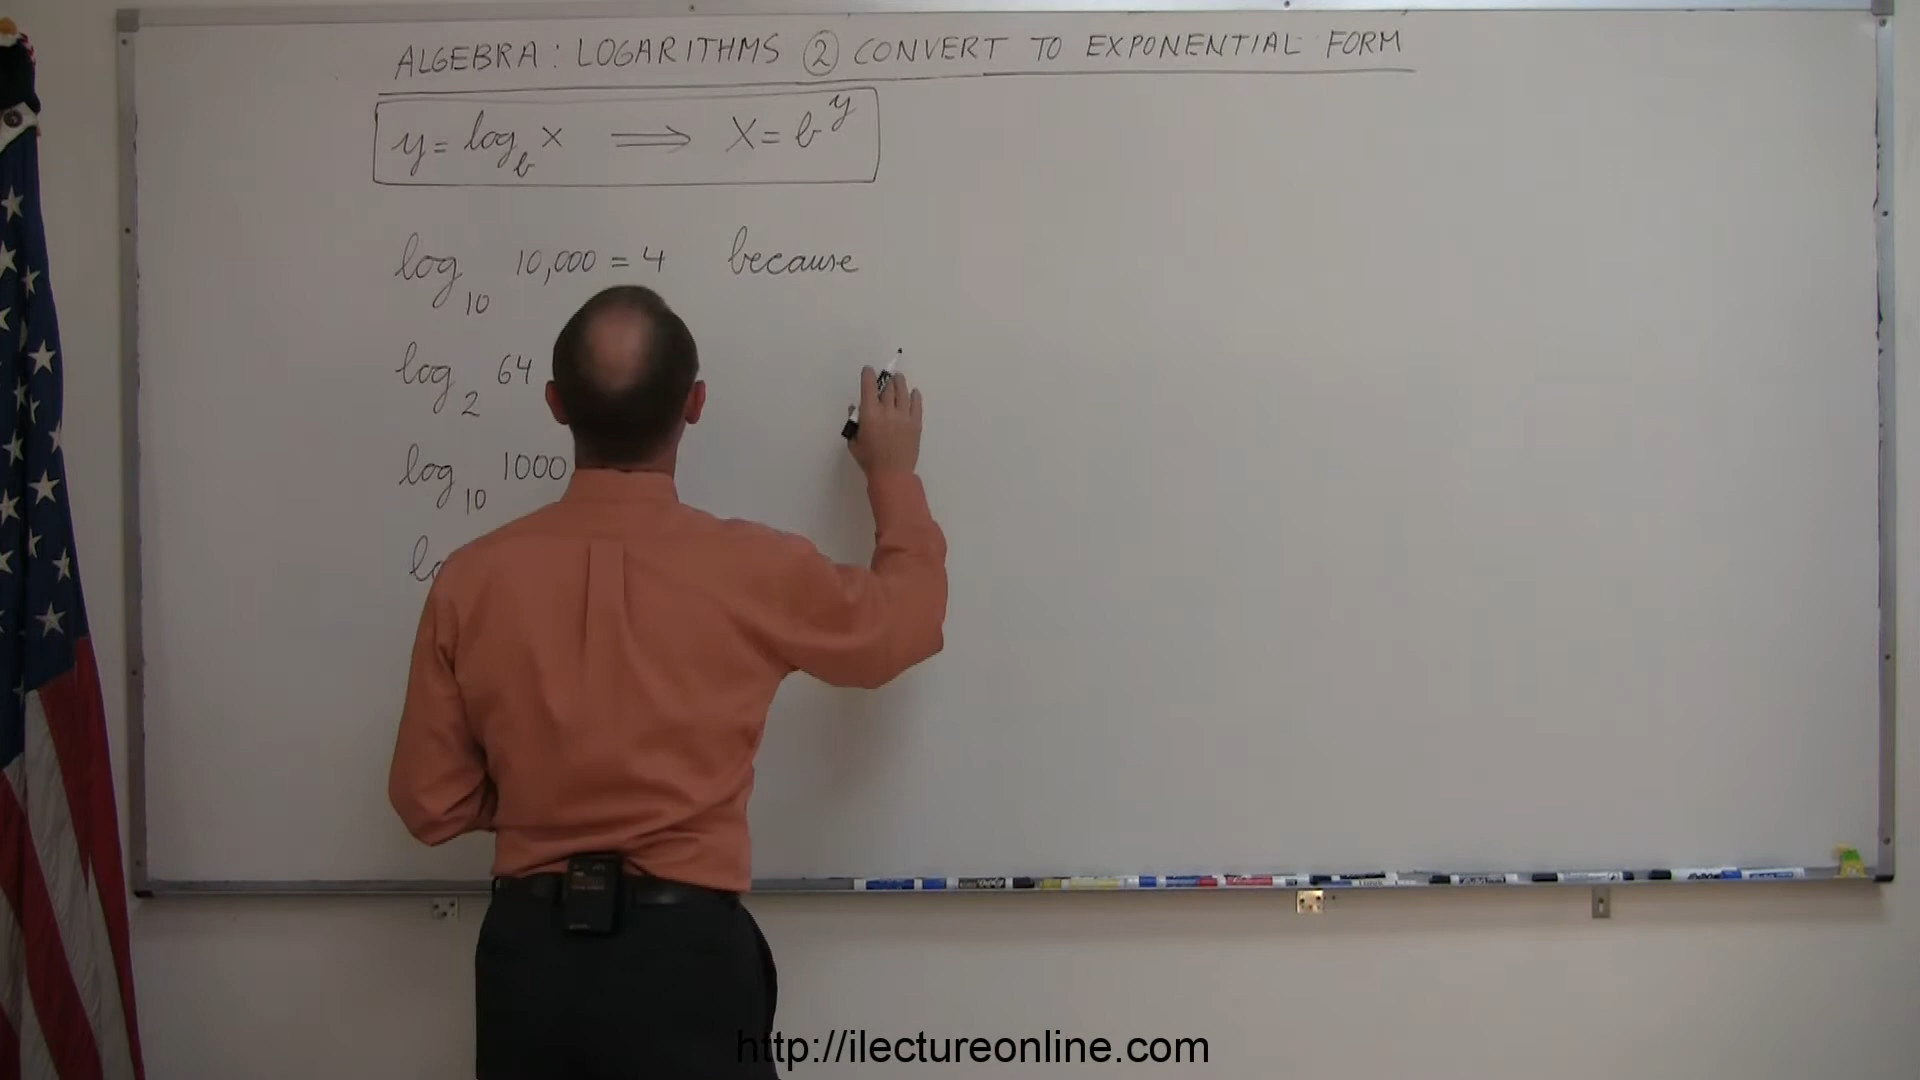 ALGEBRA: LOGARITHMS ② CONVERT TO EXPONENTIAL FORM
y = log_b x ⟹ X = b^y
log_10 10,000 = 4 because
log_2 64
log_10 1000
lo
http://ilectureonline.com